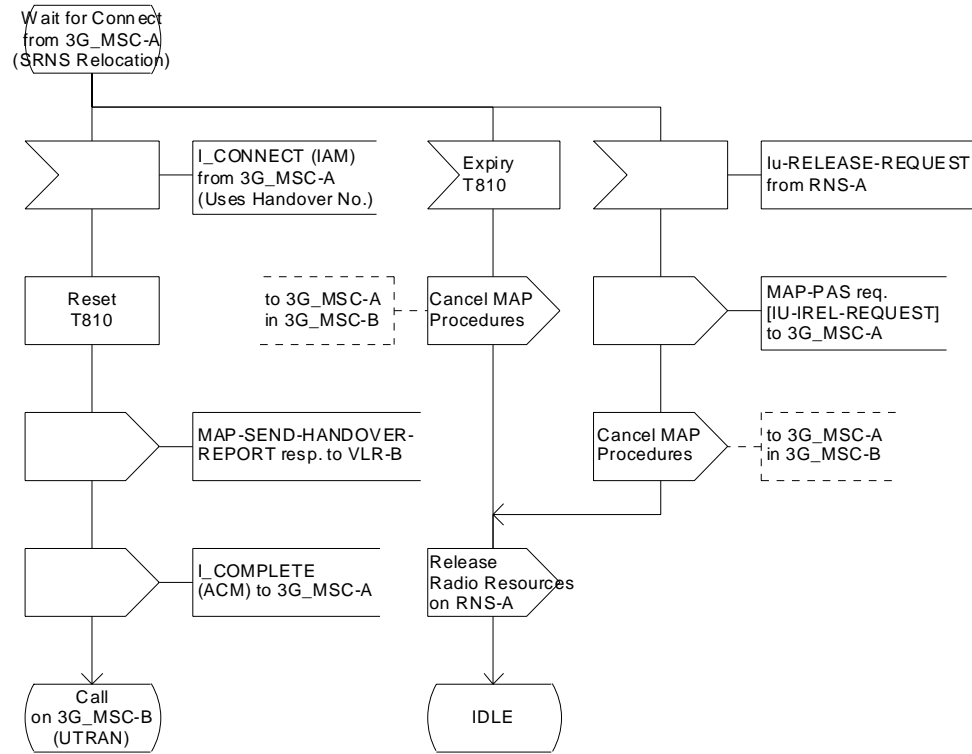 Wait for Connect
from 3G_MSC-A
(SRNS Relocation)
I_CONNECT (IAM)
from 3G_MSC-A
(Uses Handover No.)
Expiry
T810
Iu-RELEASE-REQUEST
from RNS-A
Reset
T810
to 3G_MSC-A
in 3G_MSC-B
Cancel MAP
Procedures
MAP-PAS req.
[IU-IREL-REQUEST]
to 3G_MSC-A
MAP-SEND-HANDOVER-
REPORT resp. to VLR-B
Cancel MAP
Procedures
to 3G_MSC-A
in 3G_MSC-B
I_COMPLETE
(ACM) to 3G_MSC-A
Release
Radio Resources
on RNS-A
Call
on 3G_MSC-B
(UTRAN)
IDLE